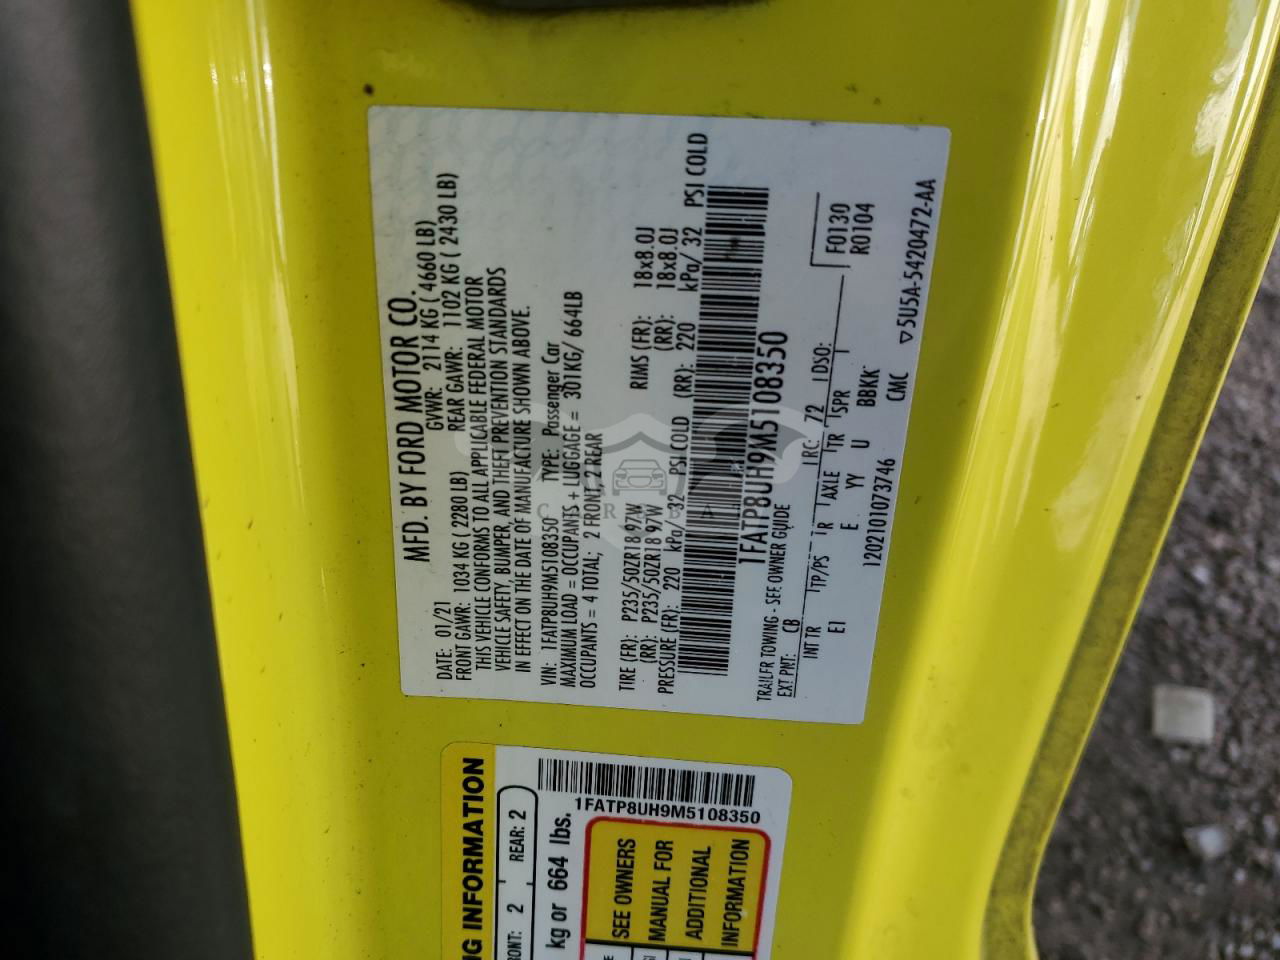 MFD. BY FORD MOTOR CO.
DATE: 01/21 GVWR: 2114 KG ( 4660 LB)
FRONT GAWR: 1034 KG ( 2280 LB) REAR GAWR: 1102 KG ( 2430 LB)
THIS VEHICLE CONFORMS TO ALL APPLICABLE FEDERAL MOTOR
VEHICLE SAFETY, BUMPER, AND THEFT PREVENTION STANDARDS
IN EFFECT ON THE DATE OF MANUFACTURE SHOWN ABOVE.
VIN: 1FATP8UH9M5108350 TYPE: Passenger Car
MAXIMUM LOAD = OCCUPANTS + LUGGAGE = 301KG/ 664LB
OCCUPANTS = 4 TOTAL; 2 FRONT, 2 REAR
TIRE (FR): P235/50ZR18 97W RIMS (FR): 18x8.0J
(RR): P235/50ZR18 97W (RR): 18x8.0J
PRESSURE (FR): 220 kPa/ 32 PSI COLD (RR): 220 kPa/ 32 PSI COLD
1FATP8UH9M5108350
TRAILER TOWING - SEE OWNER GUIDE
EXT PNT: CB RC: 72 DSO:
F0130
R0104
INT TR TP/PS R AXLE TR SPR
E1 E YY U BBKK
1202101073746 CMC
5U5A-5420472-AA
NG INFORMATION
1FATP8UH9M5108350
RONT: 2 REAR: 2
kg or 664 lbs.
SEE OWNERS
MANUAL FOR
ADDITIONAL
INFORMATION